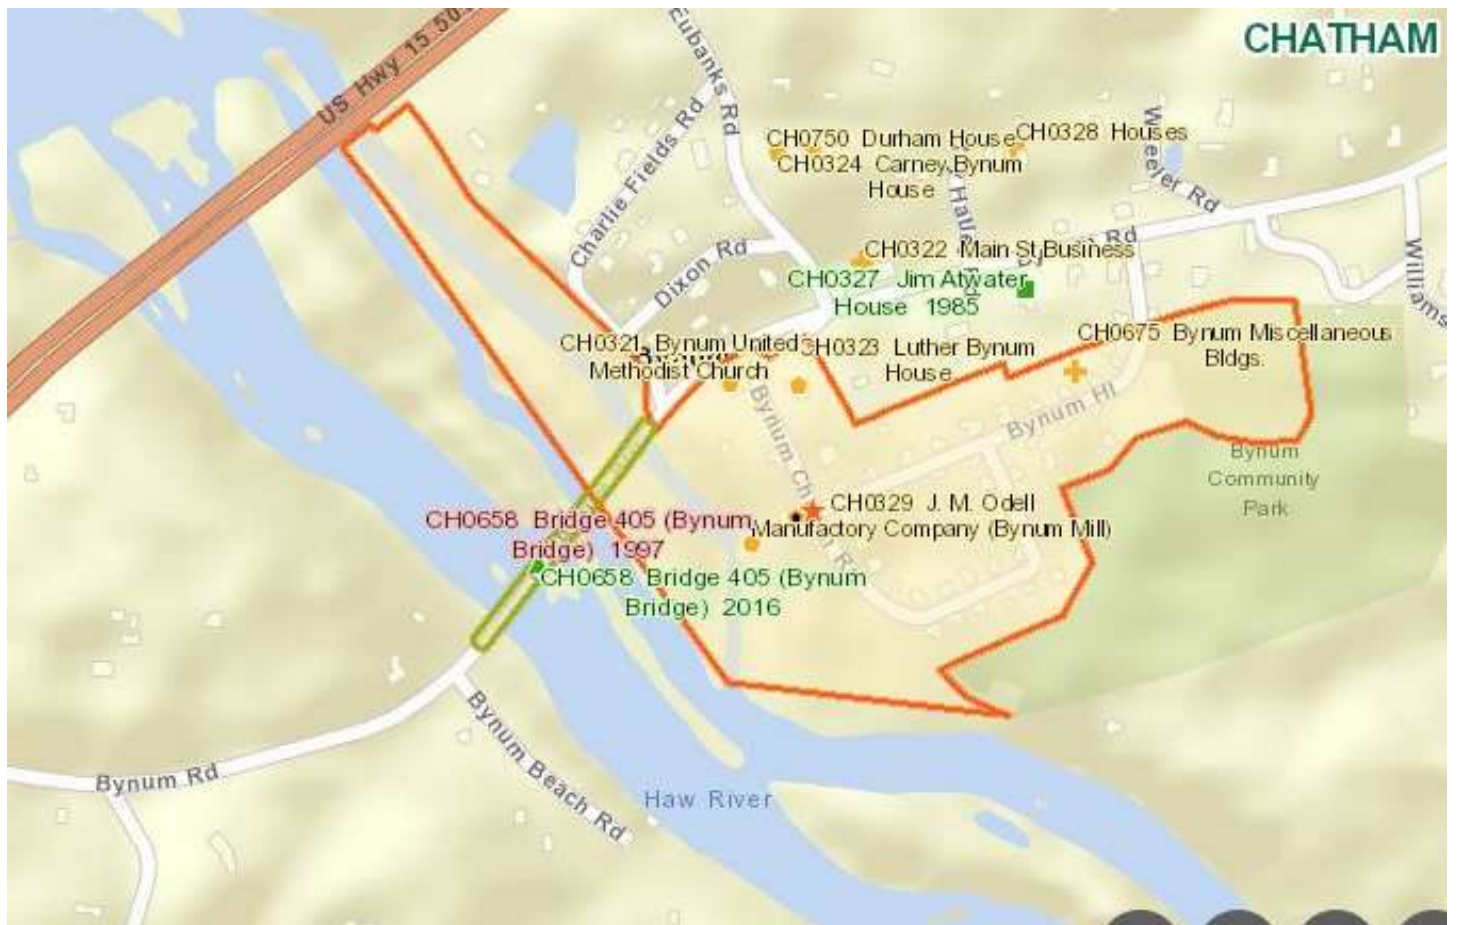 US Hwy 15 501
CHATHAM
Eubanks Rd
Charlie Fields Rd
Dixon Rd
CH0750 Durham House
CH0328 Houses
CH0324 Carney Bynum
House
Wheeler Rd
Rd
CH0322 Main St Business
CH0327 Jim Atwater
House 1985
Williams
CH0321 Bynum United
Methodist Church
CH0323 Luther Bynum
House
CH0675 Bynum Miscellaneous
Bldgs.
Bynum Hl
Bynum
Community
Park
Bynum Ch Rd
CH0329 J. M. Odell
Manufactory Company (Bynum Mill)
CH0658 Bridge 405 (Bynum
Bridge) 1997
CH0658 Bridge 405 (Bynum
Bridge) 2016
Bynum Rd
Bynum Beach Rd
Haw River